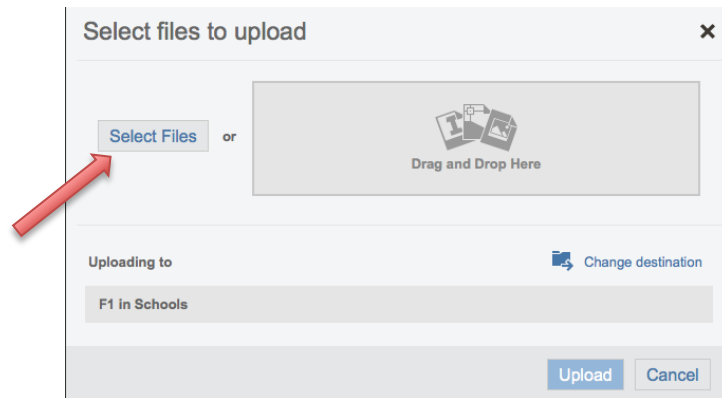 Select files to upload
Select Files or
Drag and Drop Here
Uploading to
Change destination
F1 in Schools
Upload Cancel